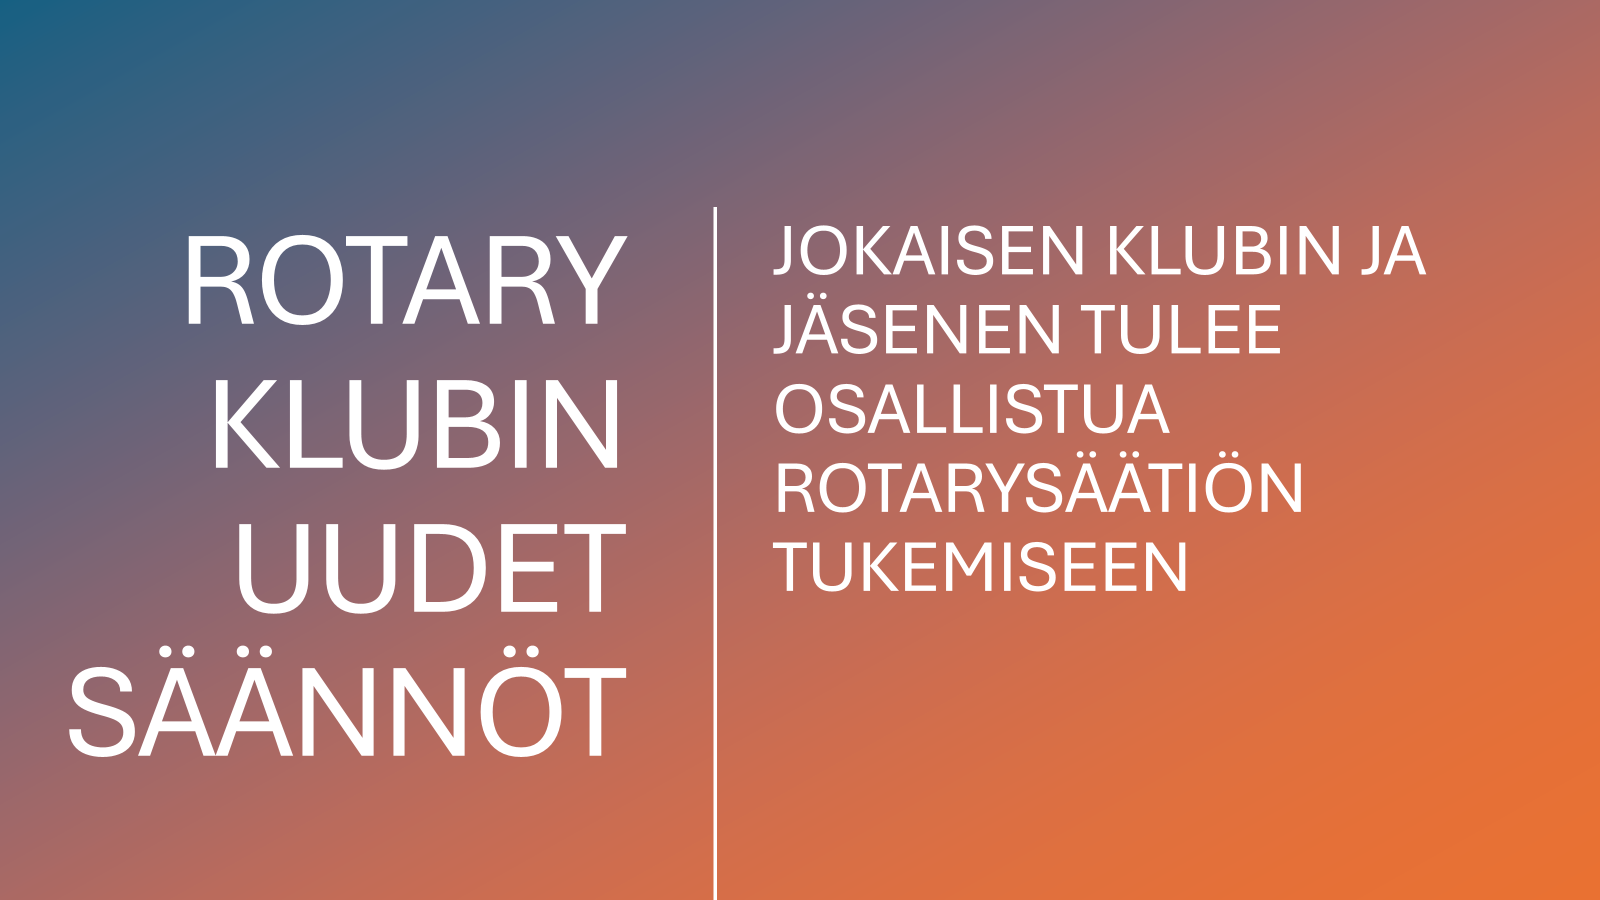 ROTARY
KLUBIN
UUDET
SÄÄNNÖT
JOKAISEN KLUBIN JA
JÄSENEN TULEE
OSALLISTUA
ROTARYSÄÄTIÖN
TUKEMISEEN